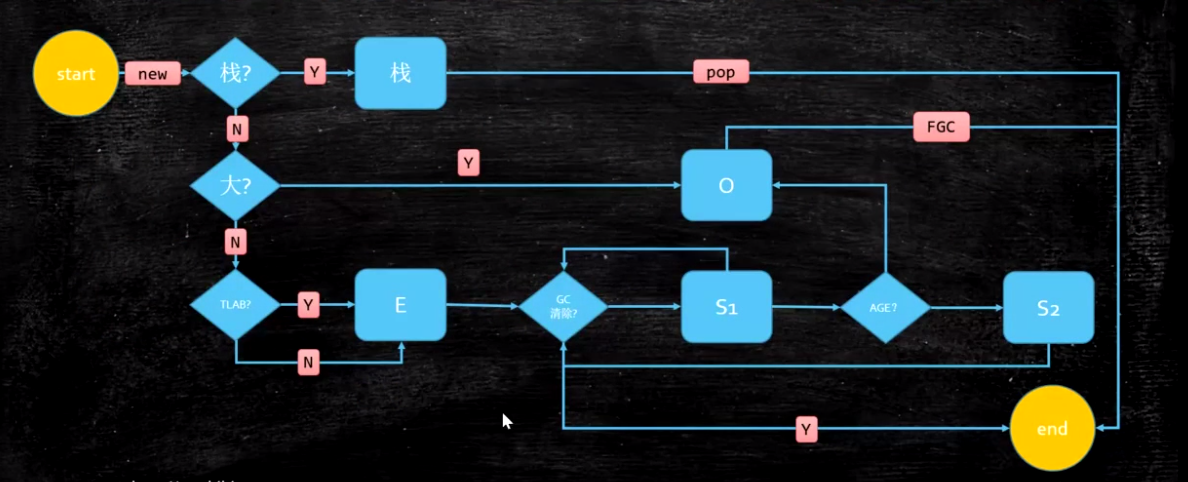 start
new
栈?
Y
栈
pop
N
FGC
Y
大?
O
N
TLAB?
Y
E
GC
清除?
S1
AGE?
S2
N
Y
end